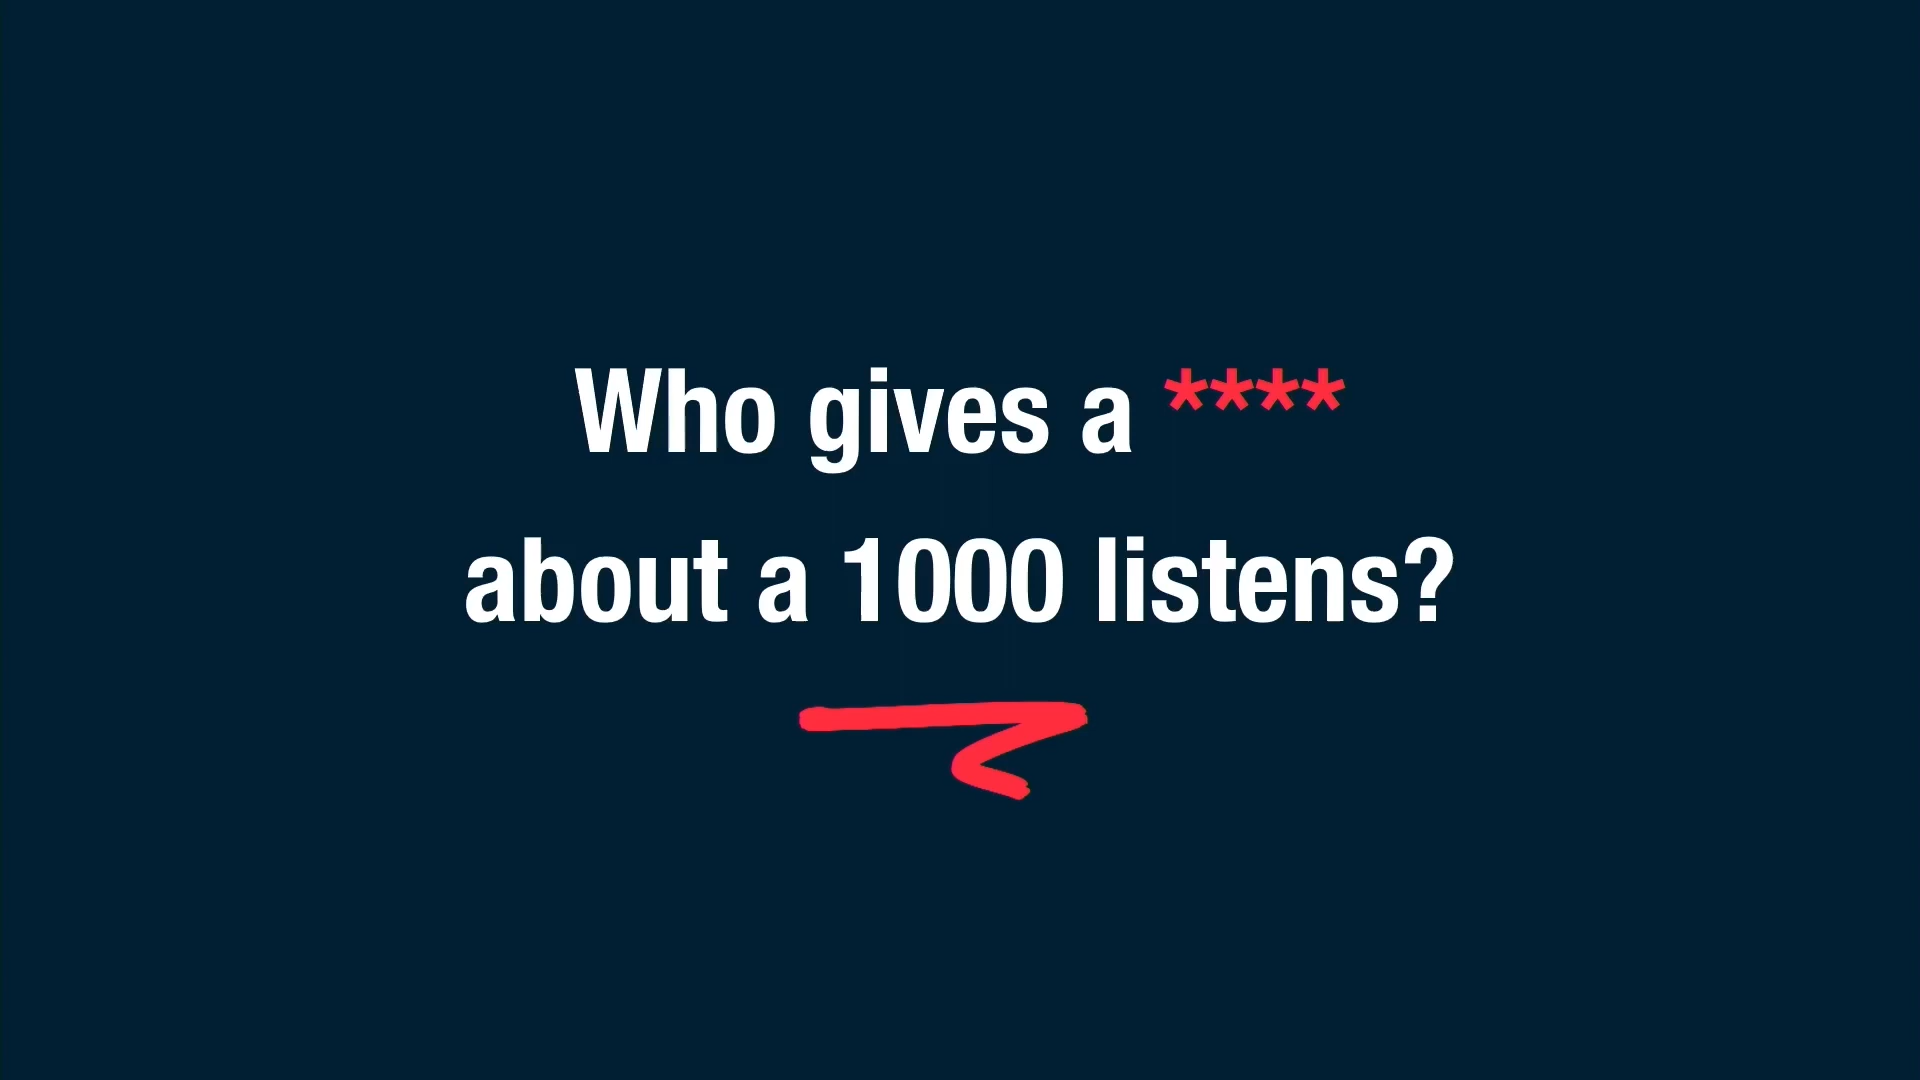 Who gives a ****
about a 1000 listens?